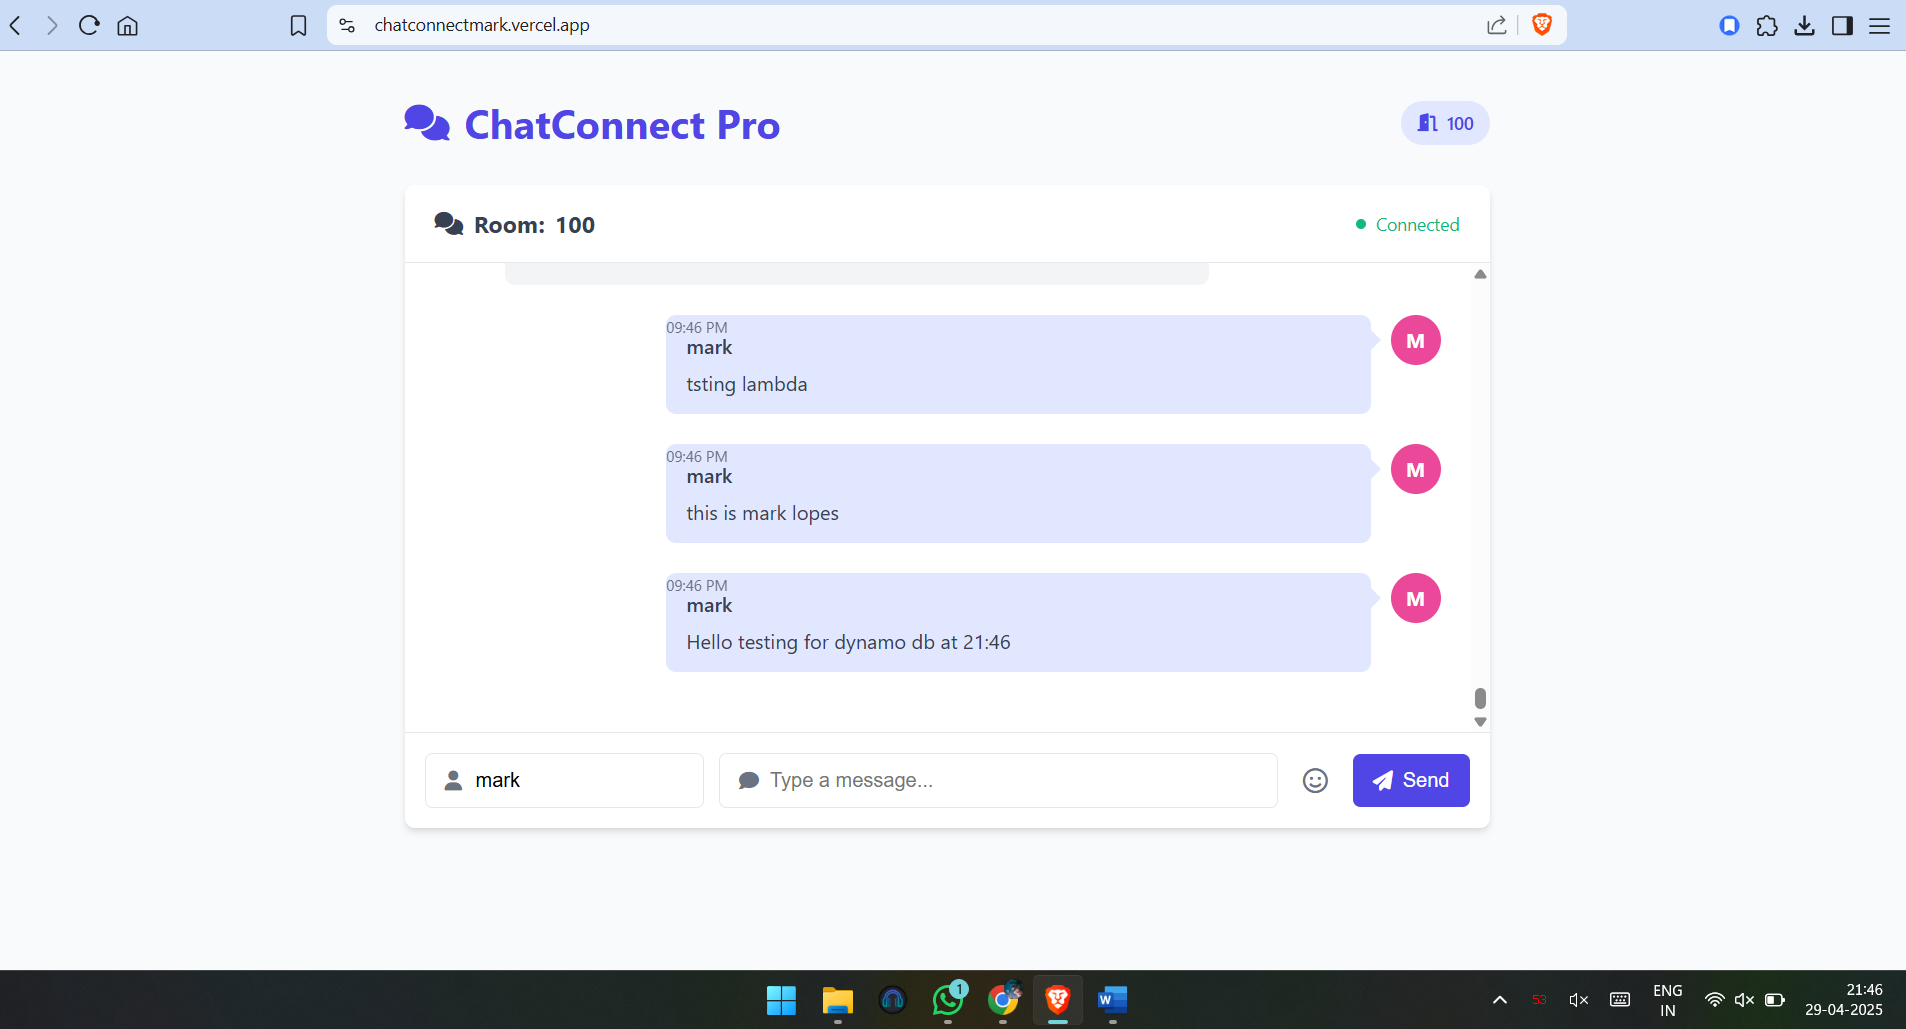 chatconnectmark.vercel.app
ChatConnect Pro
100
Room: 100
Connected
09:46 PM
mark
tsting lambda
M
09:46 PM
mark
this is mark lopes
M
09:46 PM
mark
Hello testing for dynamo db at 21:46
M
mark
Type a message...
Send
1
W
53
ENG
IN
21:46
29-04-2025